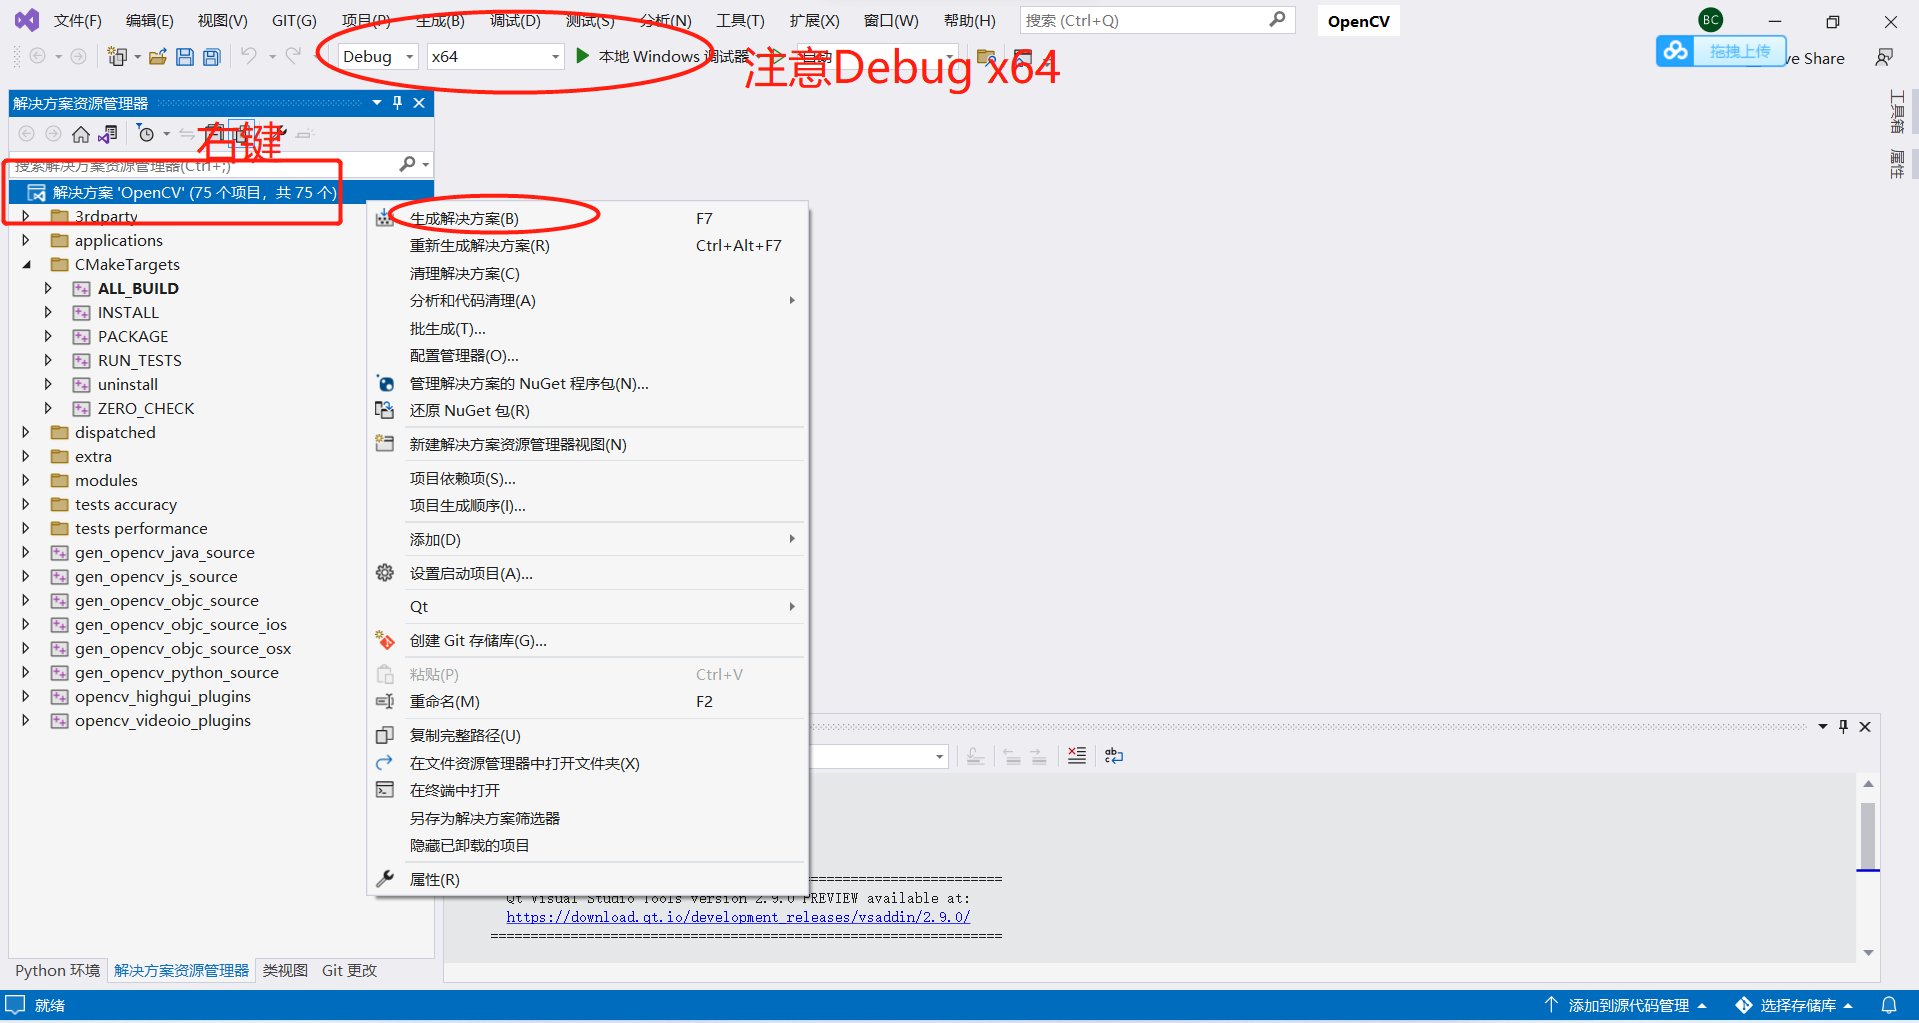 文件(F) 编辑(E) 视图(V) GIT(G) 项目(P) 生成(B) 调试(D) 测试(S) 分析(N) 工具(T) 扩展(X) 窗口(W) 帮助(H) 搜索 (Ctrl+Q) OpenCV BC
Debug x64 本地 Windows 调试器 自动
注意Debug x64
拖拽上传
ve Share
解决方案资源管理器
右键
搜索解决方案资源管理器(Ctrl+;)
解决方案 'OpenCV' (75 个项目，共 75 个)
3rdparty
applications
CMakeTargets
ALL_BUILD
INSTALL
PACKAGE
RUN_TESTS
uninstall
ZERO_CHECK
dispatched
extra
modules
tests accuracy
tests performance
gen_opencv_java_source
gen_opencv_js_source
gen_opencv_objc_source
gen_opencv_objc_source_ios
gen_opencv_objc_source_osx
gen_opencv_python_source
opencv_highgui_plugins
opencv_videoio_plugins
生成解决方案(B) F7
重新生成解决方案(R) Ctrl+Alt+F7
清理解决方案(C)
分析和代码清理(A)
批生成(T)...
配置管理器(O)...
管理解决方案的 NuGet 程序包(N)...
还原 NuGet 包(R)
新建解决方案资源管理器视图(N)
项目依赖项(S)...
项目生成顺序(I)...
添加(D)
设置启动项目(A)...
Qt
创建 Git 存储库(G)...
粘贴(P) Ctrl+V
重命名(M) F2
复制完整路径(U)
在文件资源管理器中打开文件夹(X)
在终端中打开
另存为解决方案筛选器
隐藏已卸载的项目
属性(R)
工具箱
属性
Qt Visual Studio Tools version 2.9.0 PREVIEW available at:
https://download.qt.io/development_releases/vsaddin/2.9.0/
================================================================
Python 环境 解决方案资源管理器 类视图 Git 更改
就绪 添加到源代码管理 选择存储库